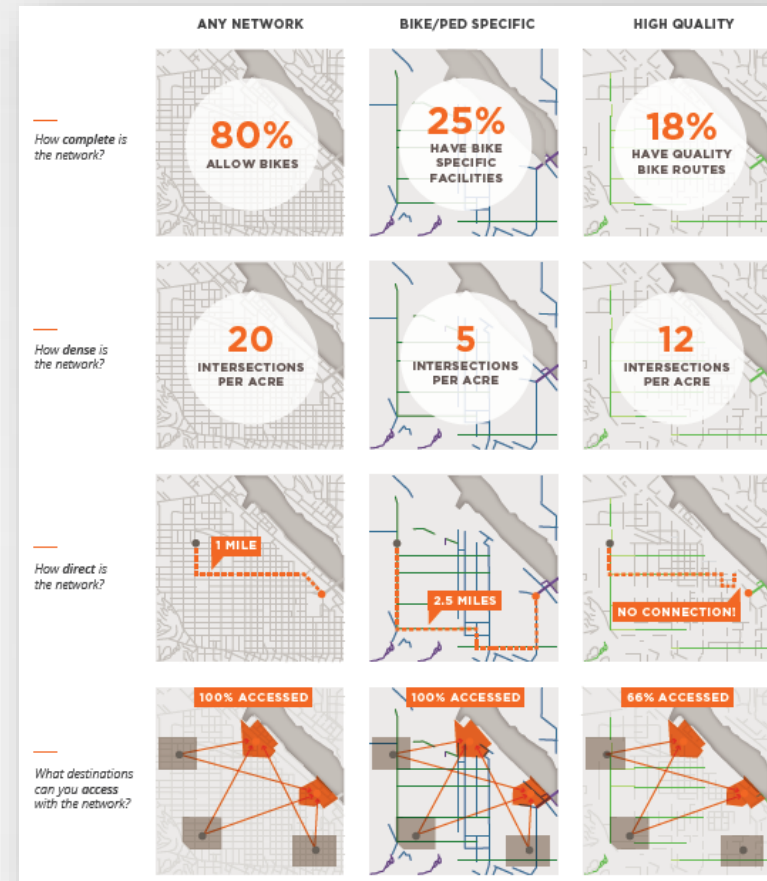 ANY NETWORK
BIKE/PED SPECIFIC
HIGH QUALITY
How complete is
the network?
80%
ALLOW BIKES
25%
HAVE BIKE
SPECIFIC
FACILITIES
18%
HAVE QUALITY
BIKE ROUTES
How dense is
the network?
20
INTERSECTIONS
PER ACRE
5
INTERSECTIONS
PER ACRE
12
INTERSECTIONS
PER ACRE
How direct is
the network?
1 MILE
2.5 MILES
NO CONNECTION!
What destinations
can you access
with the network?
100% ACCESSED
100% ACCESSED
66% ACCESSED